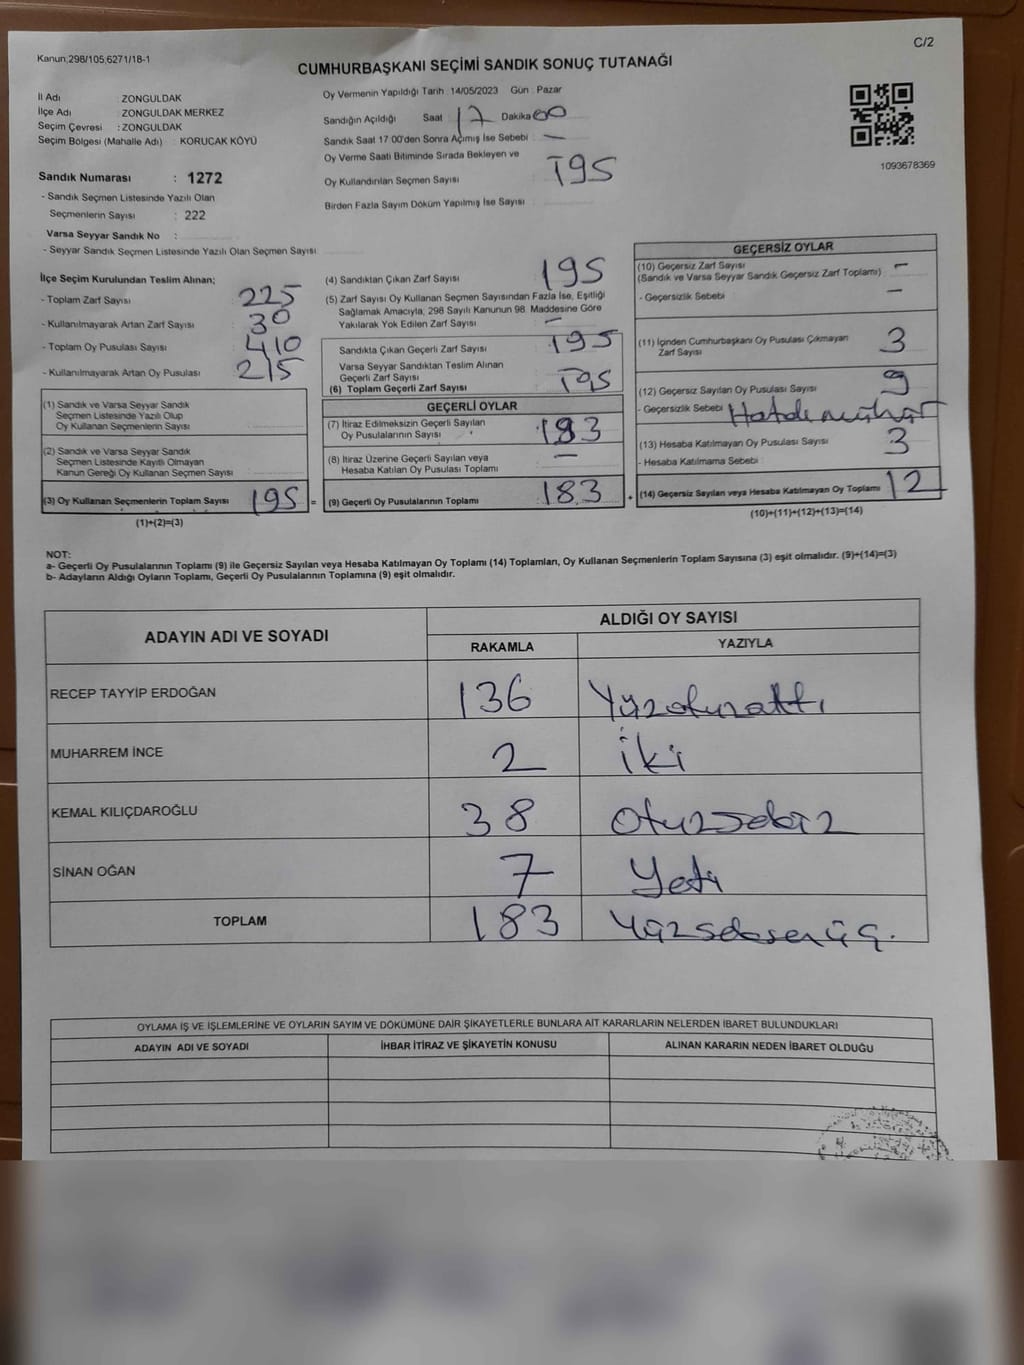 C/2
Kanun;298/105;6271/18-1
CUMHURBAŞKANI SEÇİMİ SANDIK SONUÇ TUTANAĞI
İl Adı : ZONGULDAK
İlçe Adı : ZONGULDAK MERKEZ
Seçim Çevresi : ZONGULDAK
Seçim Bölgesi (Mahalle Adı) : KORUCAK KÖYÜ
Sandık Numarası : 1272
- Sandık Seçmen Listesinde Yazılı Olan
Seçmenlerin Sayısı : 222
Varsa Seyyar Sandık No :
- Seyyar Sandık Seçmen Listesinde Yazılı Olan Seçmen Sayısı
Oy Vermenin Yapıldığı Tarih : 14/05/2023 Gün : Pazar
Sandığın Açıldığı Saat 17 Dakika 00
Sandık Saat 17:00'den Sonra Açmış İse Sebebi : -
Oy Verme Saati Bitiminde Sırada Bekleyen ve
Oy Kullandırılan Seçmen Sayısı 195
Birden Fazla Sayım Döküm Yapılmış İse Sayısı
1093678369
İlçe Seçim Kurulundan Teslim Alınan;
- Toplam Zarf Sayısı : 225
- Kullanılmayarak Artan Zarf Sayısı : 30
- Toplam Oy Pusulası Sayısı : 410
- Kullanılmayarak Artan Oy Pusulası : 215
(1) Sandık ve Varsa Seyyar Sandık
Seçmen Listesinde Yazılı Olup
Oy Kullanan Seçmenlerin Sayısı
(2) Sandık ve Varsa Seyyar Sandık
Seçmen Listesinde Kayıtlı Olmayan
Kanun Gereği Oy Kullanan Seçmen Sayısı
(3) Oy Kullanan Seçmenlerin Toplam Sayısı 195 =
(1)+(2)=(3)
(4) Sandıktan Çıkan Zarf Sayısı 195
(5) Zarf Sayısı Oy Kullanan Seçmen Sayısından Fazla İse, Eşitliği
Sağlamak Amacıyla, 298 Sayılı Kanunun 98. Maddesine Göre
Yakılarak Yok Edilen Zarf Sayısı -
Sandıkta Çıkan Geçerli Zarf Sayısı 195
Varsa Seyyar Sandıktan Teslim Alınan
Geçerli Zarf Sayısı
(6) Toplam Geçerli Zarf Sayısı 195
GEÇERLİ OYLAR
(7) İtiraz Edilmeksizin Geçerli Sayılan
Oy Pusulalarının Sayısı 183
(8) İtiraz Üzerine Geçerli Sayılan veya
Hesaba Katılan Oy Pusulası Toplamı -
(9) Geçerli Oy Pusulalarının Toplamı 183 +
GEÇERSİZ OYLAR
(10) Geçersiz Zarf Sayısı
(Sandık ve Varsa Seyyar Sandık Geçersiz Zarf Toplamı) -
- Geçersizlik Sebebi : -
(11) İçinden Cumhurbaşkanı Oy Pusulası Çıkmayan
Zarf Sayısı 3
(12) Geçersiz Sayılan Oy Pusulası Sayısı 9
- Geçersizlik Sebebi
(13) Hesaba Katılmayan Oy Pusulası Sayısı 3
- Hesaba Katılmama Sebebi
(14) Geçersiz Sayılan veya Hesaba Katılmayan Oy Toplamı 12
(10)+(11)+(12)+(13)=(14)
NOT:
a- Geçerli Oy Pusulalarının Toplamı (9) ile Geçersiz Sayılan veya Hesaba Katılmayan Oy Toplamı (14) Toplamları, Oy Kullanan Seçmenlerin Toplam Sayısına (3) eşit olmalıdır. (9)+(14)=(3)
b- Adayların Aldığı Oyların Toplamı, Geçerli Oy Pusulalarının Toplamına (9) eşit olmalıdır.
ADAYIN ADI VE SOYADI ALDIĞI OY SAYISI
RAKAMLA YAZIYLA
RECEP TAYYİP ERDOĞAN 136 Yüzotuzaltı
MUHARREM İNCE 2 İki
KEMAL KILIÇDAROĞLU 38 Otuzsekiz
SİNAN OĞAN 7 Yedi
TOPLAM 183 Yüzseksenüç.
OYLAMA İŞ VE İŞLEMLERİNE VE OYLARIN SAYIM VE DÖKÜMÜNE DAİR ŞİKAYETLERLE BUNLARA AİT KARARLARIN NELERDEN İBARET BULUNDUKLARI
ADAYIN ADI VE SOYADI İHBAR İTİRAZ VE ŞİKAYETİN KONUSU ALINAN KARARIN NEDEN İBARET OLDUĞU